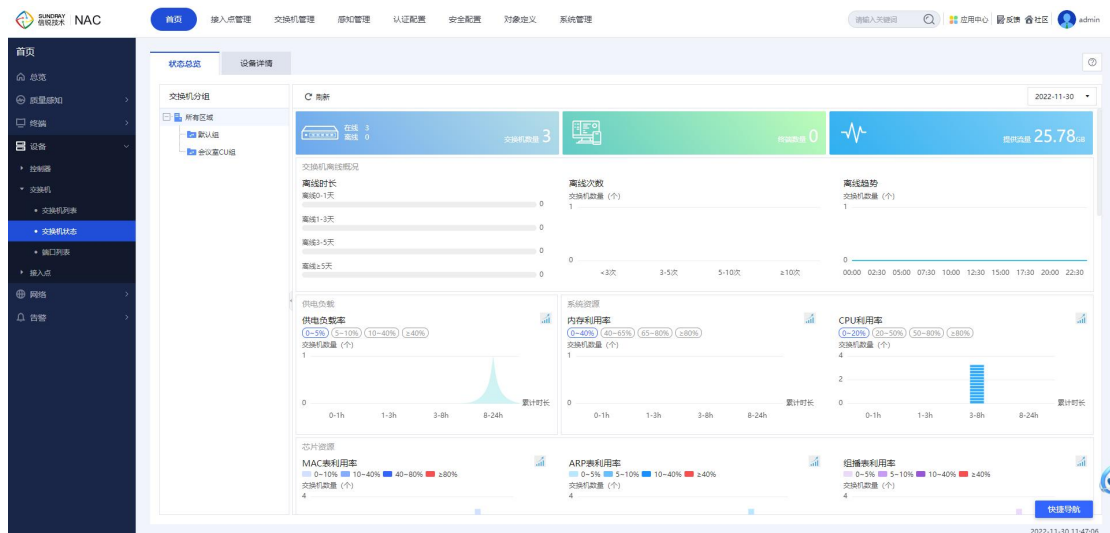 SUNDRAY
信锐技术 NAC
首页 接入点管理 交换机管理 感知管理 认证配置 安全配置 对象定义 系统管理
请输入关键词 应用中心 反馈 社区 admin
首页
总览
质量感知
终端
设备
控制器
交换机
交换机列表
交换机状态
端口列表
接入点
网络
告警
状态总览 设备详情
交换机分组
所有区域
默认组
会议室CU组
刷新 2022-11-30
在线 3
离线 0
交换机数量 3
终端数量 0
提供流量 25.78GB
交换机离线概况
离线时长
离线0-1天
0
离线1-3天
0
离线3-5天
0
离线≥5天
0
离线次数
交换机数量（个）
1
0
<3次 3-5次 5-10次 ≥10次
离线趋势
交换机数量（个）
1
0
00:00 02:30 05:00 07:30 10:00 12:30 15:00 17:30 20:00 22:30
供电负载
供电负载率
0~5% 5~10% 10~40% ≥40%
交换机数量（个）
1
0
累计时长
0-1h 1-3h 3-8h 8-24h
系统资源
内存利用率
0~40% 40~65% 65~80% ≥80%
交换机数量（个）
1
0
累计时长
0-1h 1-3h 3-8h 8-24h
CPU利用率
0~20% 20~50% 50~80% ≥80%
交换机数量（个）
4
2
0
累计时长
0-1h 1-3h 3-8h 8-24h
芯片资源
MAC表利用率
0~10% 10~40% 40~80% ≥80%
交换机数量（个）
4
ARP表利用率
0~5% 5~10% 10~40% ≥40%
交换机数量（个）
4
组播表利用率
0~5% 5~10% 10~40% ≥40%
交换机数量（个）
4
快捷导航
2022-11-30 11:47:06